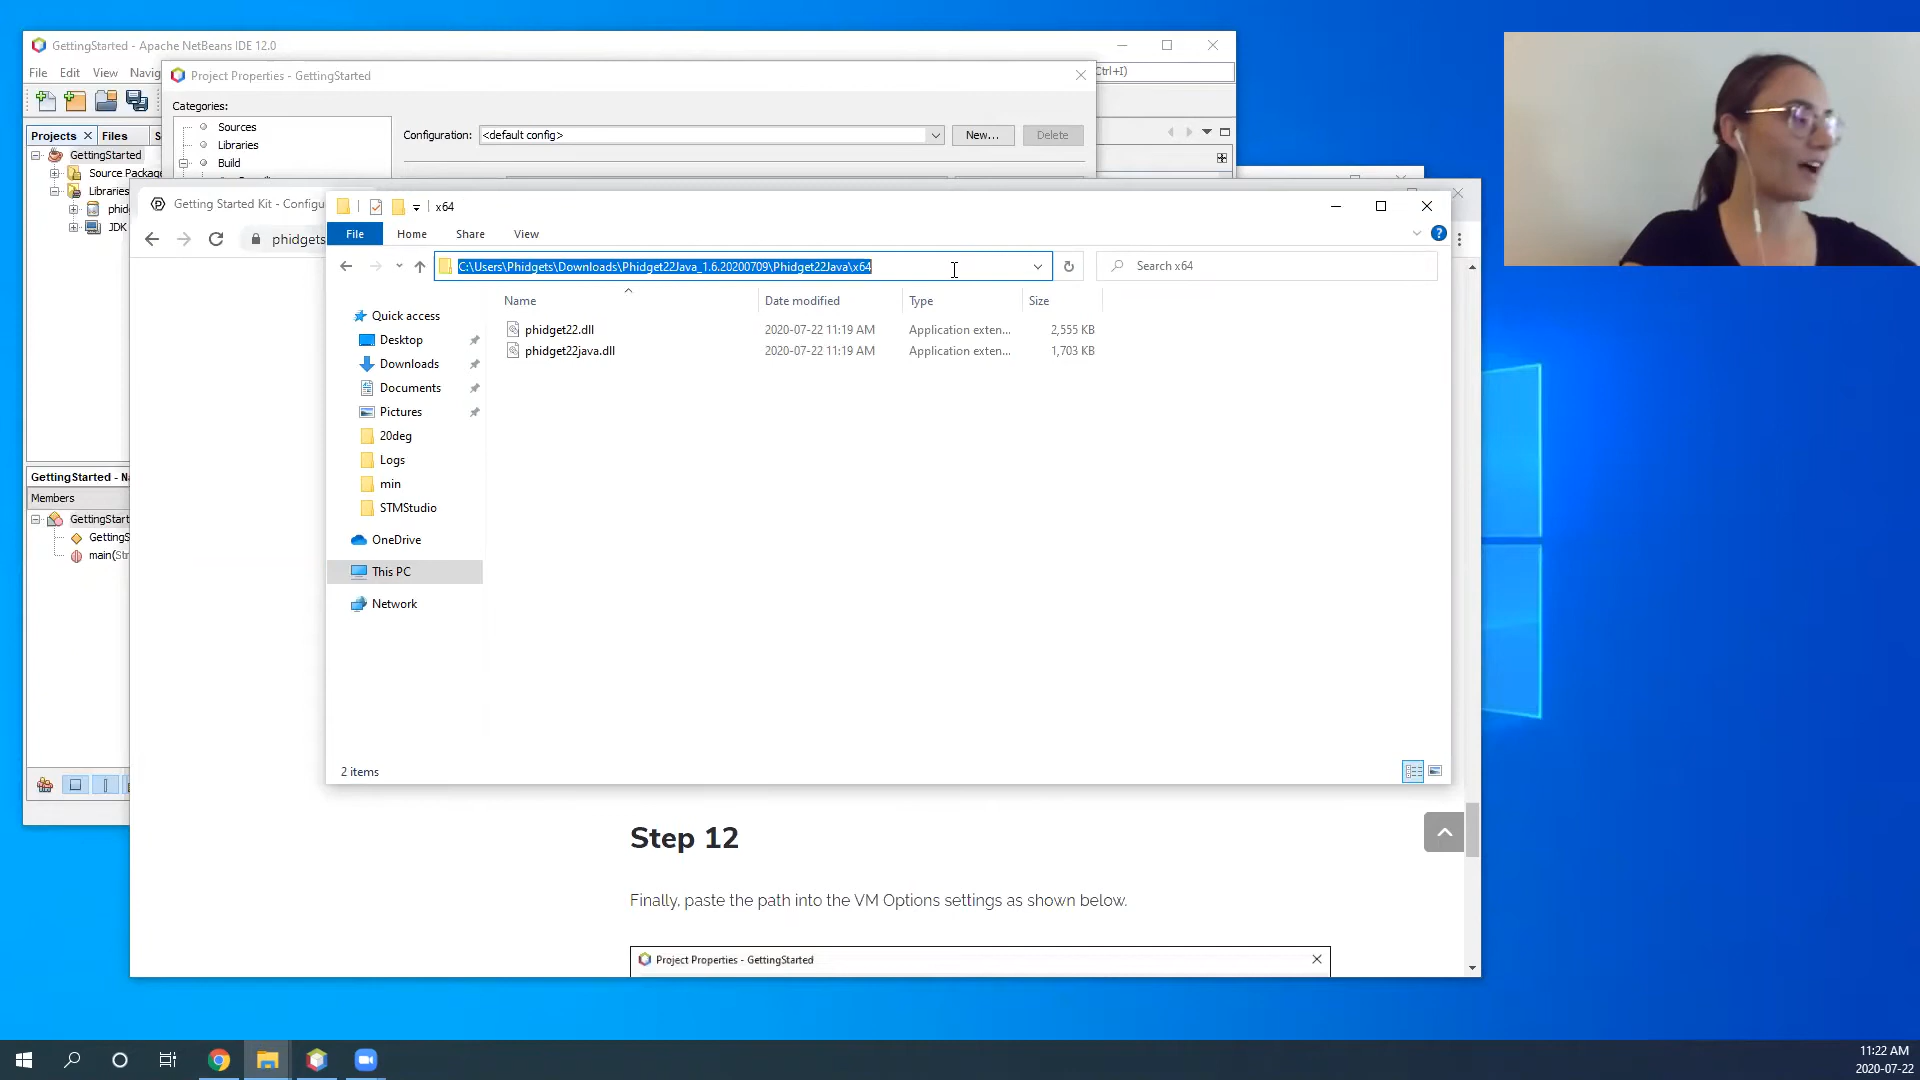 GettingStarted - Apache NetBeans IDE 12.0
File Edit View Navig
Project Properties - GettingStarted
Ctrl+I)
Categories:
Sources
Libraries
Build
Configuration: <default config> New... Delete
Projects Files S
GettingStarted
Source Package
Libraries
phid
JDK
GettingStarted - Na
Members
GettingStart
GettingS
main(Str
Getting Started Kit - Configu
phidgets
x64
File Home Share View
C:\Users\Phidgets\Downloads\Phidget22Java_1.6.20200709\Phidget22Java\x64
Search x64
Name Date modified Type Size
phidget22.dll 2020-07-22 11:19 AM Application exten... 2,555 KB
phidget22java.dll 2020-07-22 11:19 AM Application exten... 1,703 KB
Quick access
Desktop
Downloads
Documents
Pictures
20deg
Logs
min
STMStudio
OneDrive
This PC
Network
2 items
Step 12
Finally, paste the path into the VM Options settings as shown below.
Project Properties - GettingStarted
11:22 AM
2020-07-22